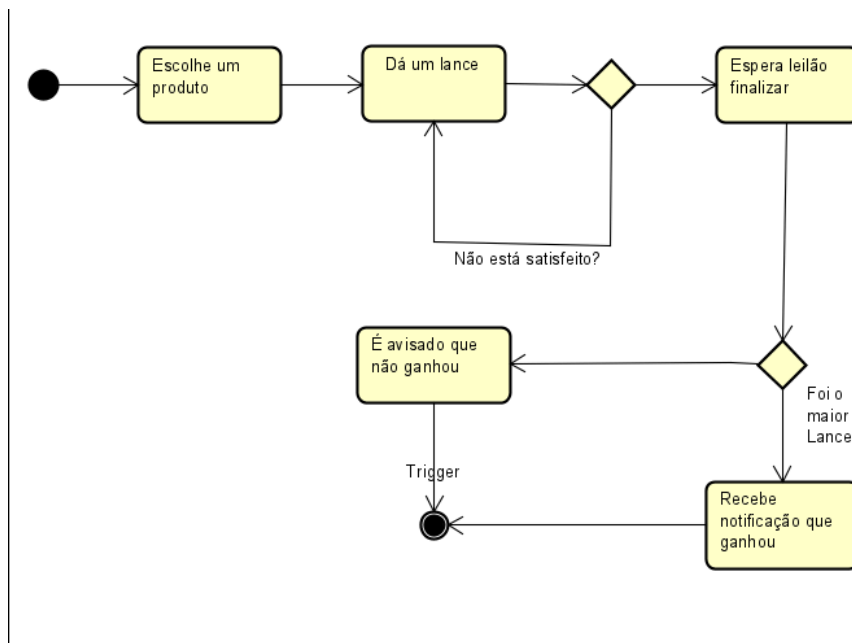 Escolhe um
produto
Dá um lance
Espera leilão
finalizar
Não está satisfeito?
É avisado que
não ganhou
Foi o
maior
Lance
Trigger
Recebe
notificação que
ganhou